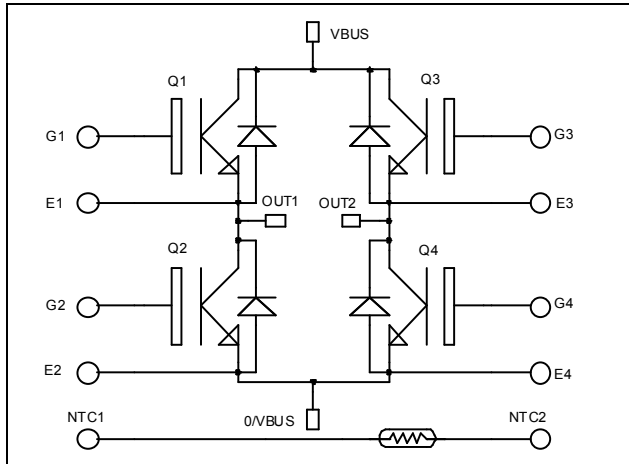 VBUS
Q1
Q3
G1
G3
E1
OUT1
OUT2
E3
Q2
Q4
G2
G4
E2
E4
0/VBUS
NTC1
NTC2